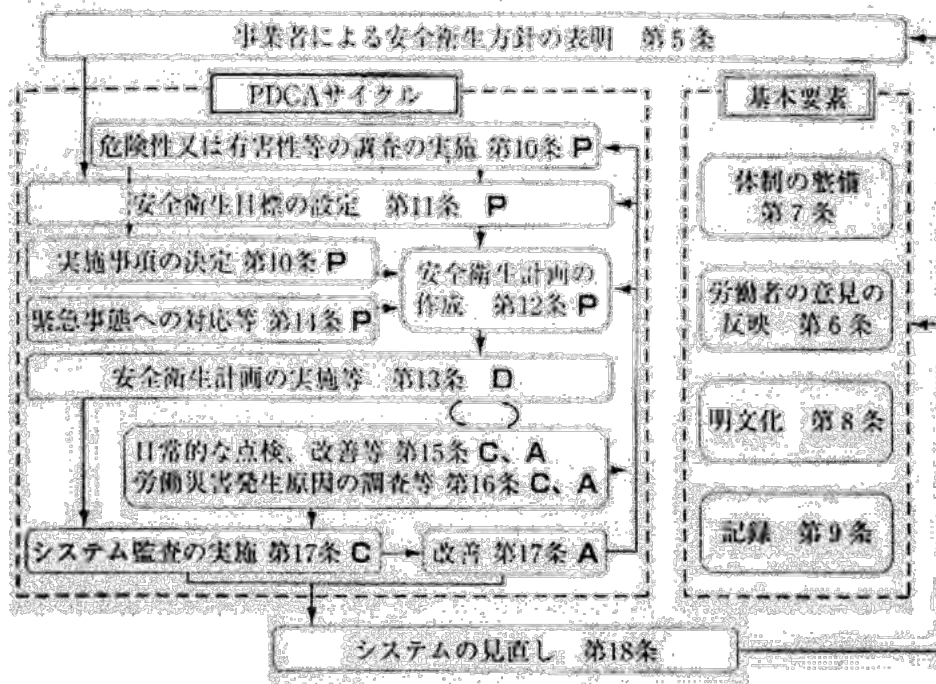 事業者による安全衛生方針の表明 第5条
PDCAサイクル
危険性又は有害性等の調査の実施 第10条 P
安全衛生目標の設定 第11条 P
実施事項の決定 第10条 P
緊急事態への対応等 第14条 P
安全衛生計画の
作成 第12条 P
安全衛生計画の実施等 第13条 D
日常的な点検、改善等 第15条 C、A
労働災害発生原因の調査等 第16条 C、A
システム監査の実施 第17条 C
改善 第17条 A
基本要素
体制の整備
第7条
労働者の意見の
反映 第6条
明文化 第8条
記録 第9条
システムの見直し 第18条